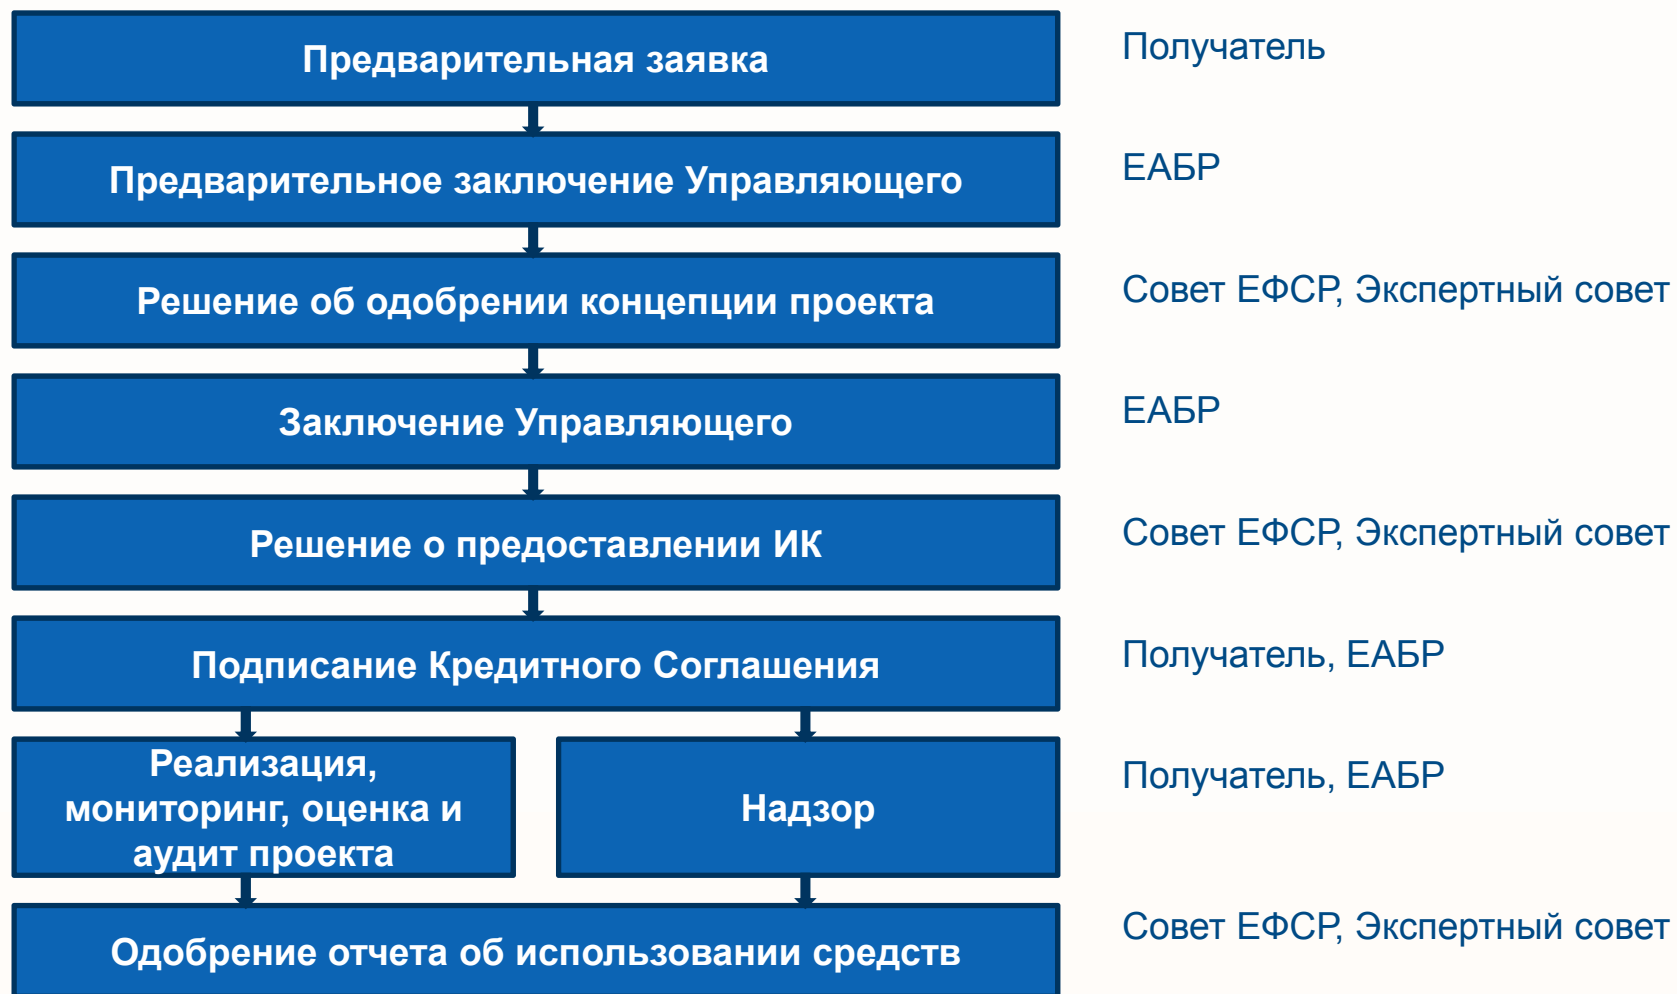 Предварительная заявка
Получатель
Предварительное заключение Управляющего
ЕАБР
Решение об одобрении концепции проекта
Совет ЕФСР, Экспертный совет
Заключение Управляющего
ЕАБР
Решение о предоставлении ИК
Совет ЕФСР, Экспертный совет
Подписание Кредитного Соглашения
Получатель, ЕАБР
Реализация,
мониторинг, оценка и
аудит проекта
Надзор
Получатель, ЕАБР
Одобрение отчета об использовании средств
Совет ЕФСР, Экспертный совет